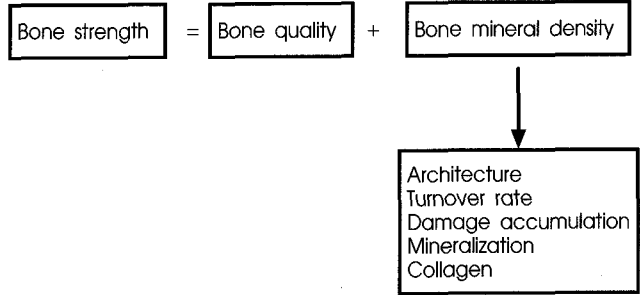 Bone strength = Bone quality + Bone mineral density
Architecture
Turnover rate
Damage accumulation
Mineralization
Collagen